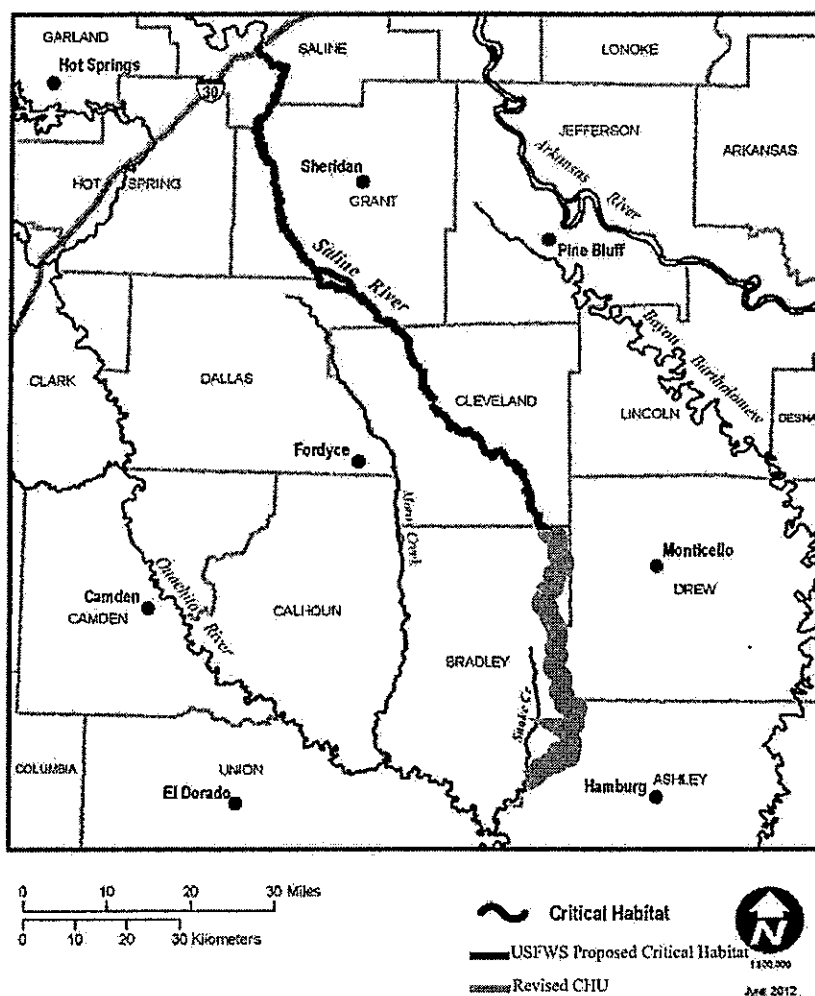 GARLAND
Hot Springs
SALINE
LONOKE
30
JEFFERSON
ARKANSAS
Arkansas River
Sheridan
GRANT
HOT SPRING
Pine Bluff
Saline River
Bayou Bartholomew
CLARK
DALLAS
CLEVELAND
LINCOLN
DESHA
Fordyce
Moro Creek
Monticello
DREW
Camden
CAMDEN
Ouachita River
CALHOUN
BRADLEY
Snake Cr
COLUMBIA
UNION
El Dorado
Hamburg
ASHLEY
0 10 20 30 Miles
0 10 20 30 Kilometers
Critical Habitat
USFWS Proposed Critical Habitat
Revised CHU
N
June 2012